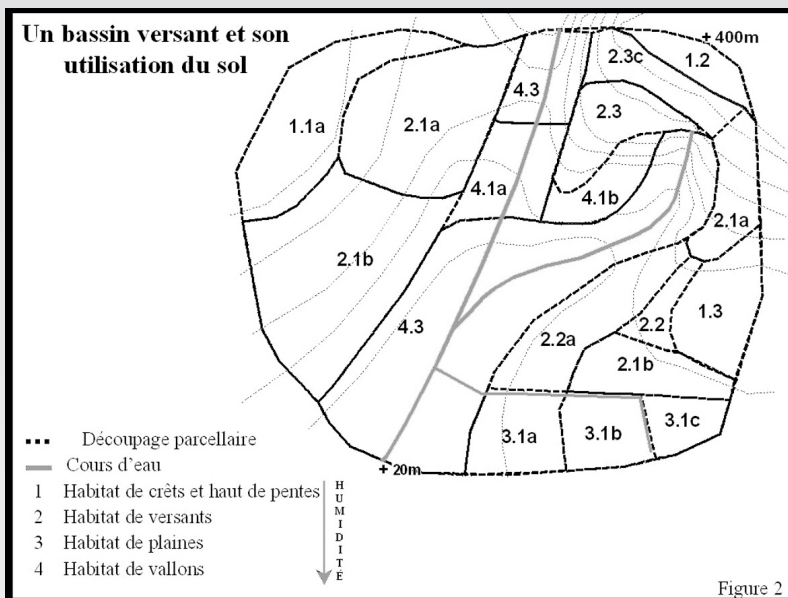 Un bassin versant et son
utilisation du sol
+ 400m
2.3c
1.2
4.3
2.3
1.1a
2.1a
4.1a
4.1b
2.1a
2.1b
4.3
1.3
2.2
2.2a
2.1b
3.1a
3.1b
3.1c
+ 20m
Découpage parcellaire
Cours d'eau
1 Habitat de crêts et haut de pentes
2 Habitat de versants
3 Habitat de plaines
4 Habitat de vallons
HUMIDITÉ
Figure 2